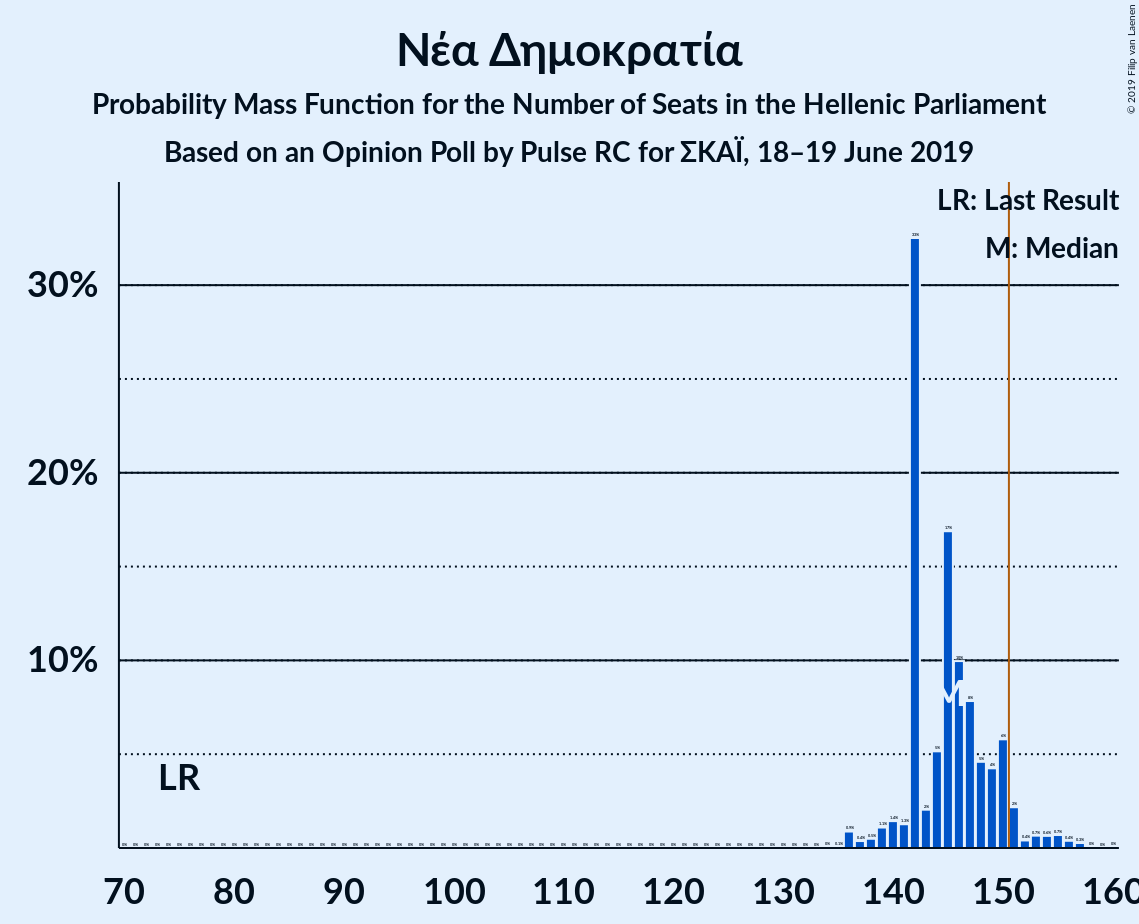 Νέα Δημοκρατία
Probability Mass Function for the Number of Seats in the Hellenic Parliament
Based on an Opinion Poll by Pulse RC for ΣΚΑΪ, 18–19 June 2019
© 2019 Filip van Laenen
LR: Last Result
M: Median
30%
20%
10%
LR
M
70 80 90 100 110 120 130 140 150 160